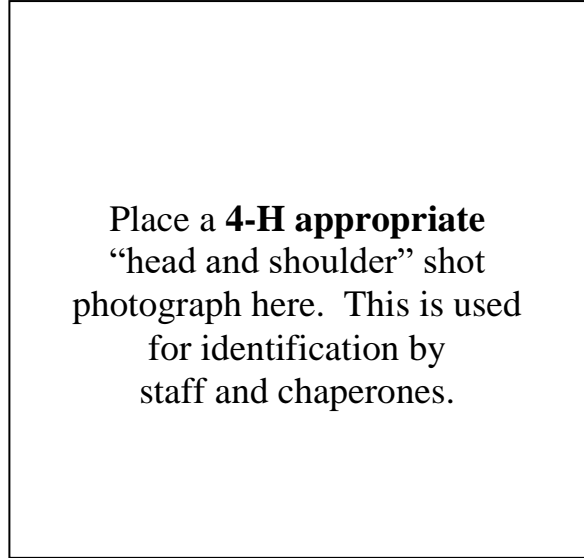 Place a 4-H appropriate
“head and shoulder” shot
photograph here.  This is used
for identification by
staff and chaperones.